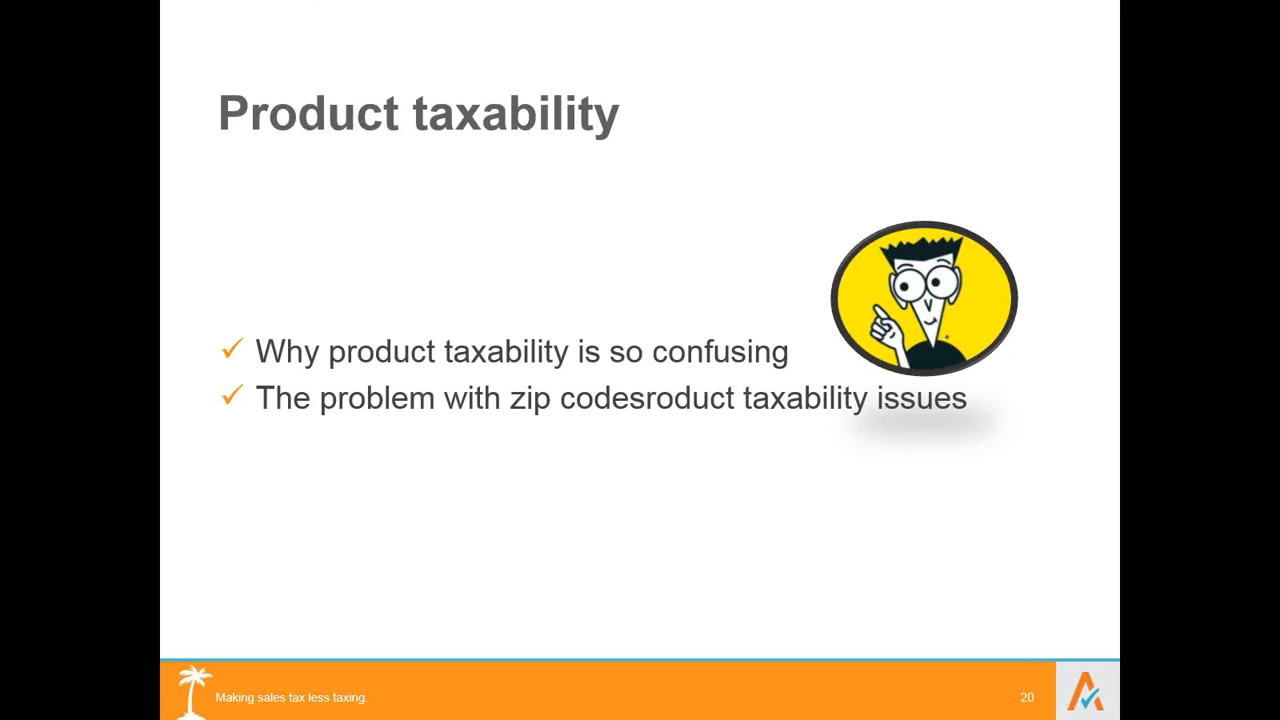 Product taxability
Why product taxability is so confusing
The problem with zip codesroduct taxability issues
Making sales tax less taxing.
20